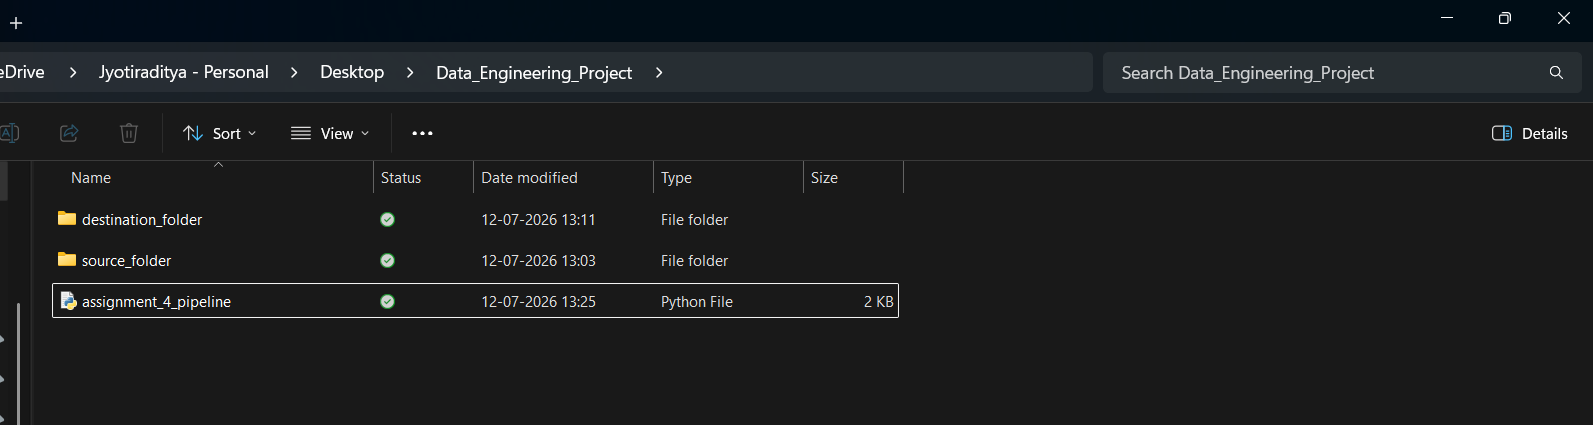 eDrive > Jyotiraditya - Personal > Desktop > Data_Engineering_Project >
Search Data_Engineering_Project
Sort
View
Details
Name Status Date modified Type Size
destination_folder 12-07-2026 13:11 File folder
source_folder 12-07-2026 13:03 File folder
assignment_4_pipeline 12-07-2026 13:25 Python File 2 KB